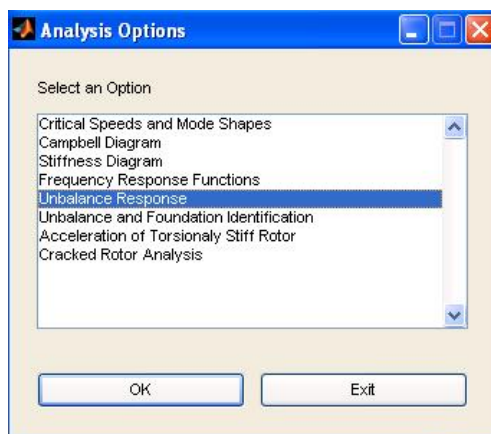 Analysis Options
Select an Option
Critical Speeds and Mode Shapes
Campbell Diagram
Stiffness Diagram
Frequency Response Functions
Unbalance Response
Unbalance and Foundation Identification
Acceleration of Torsionaly Stiff Rotor
Cracked Rotor Analysis
OK
Exit